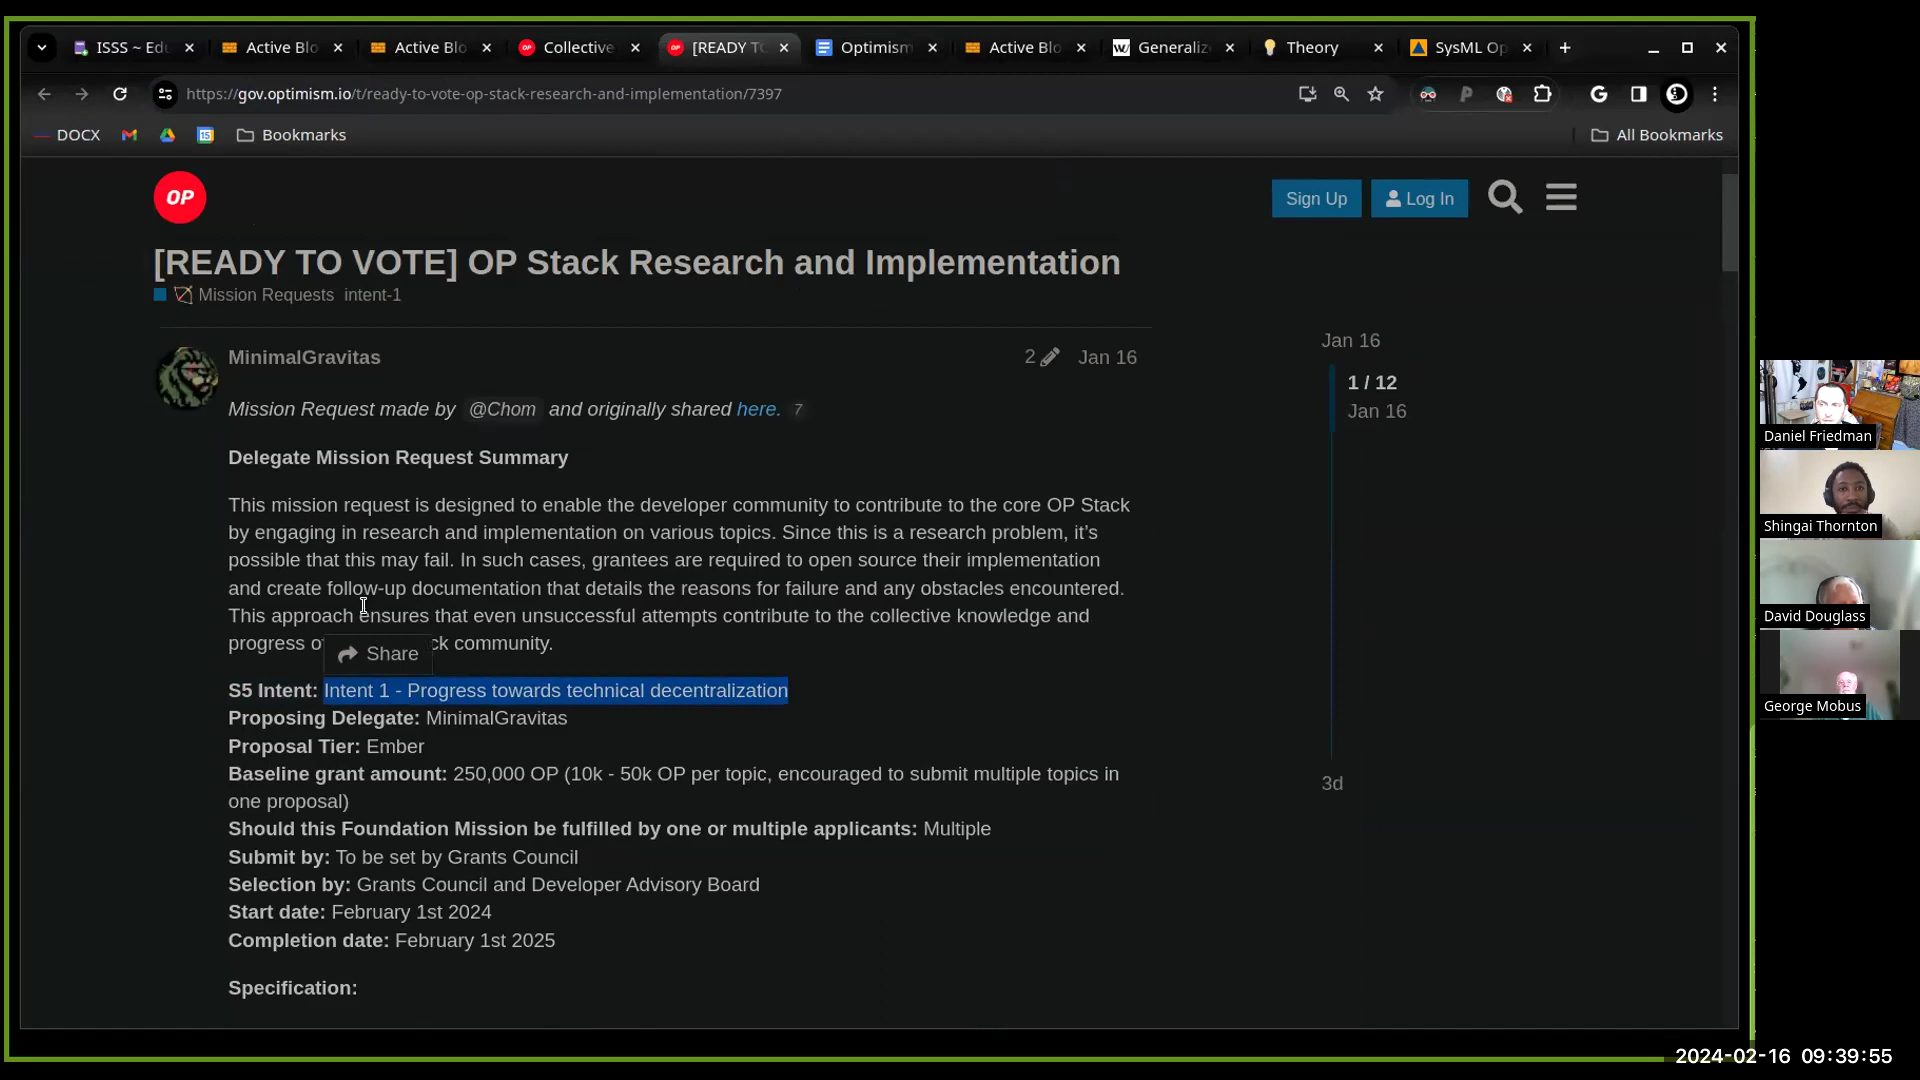 ISSS ~ Edu
Active Blo
Active Blo
Collective
[READY TO
Optimism
Active Blo
Generaliz
Theory
SysML Op
https://gov.optimism.io/t/ready-to-vote-op-stack-research-and-implementation/7397
DOCX
Bookmarks
All Bookmarks
OP
Sign Up
Log In
[READY TO VOTE] OP Stack Research and Implementation
Mission Requests intent-1
MinimalGravitas
2
Jan 16
Mission Request made by @Chom and originally shared here. 7
Delegate Mission Request Summary
This mission request is designed to enable the developer community to contribute to the core OP Stack
by engaging in research and implementation on various topics. Since this is a research problem, it's
possible that this may fail. In such cases, grantees are required to open source their implementation
and create follow-up documentation that details the reasons for failure and any obstacles encountered.
This approach ensures that even unsuccessful attempts contribute to the collective knowledge and
progress o ck community.
Share
S5 Intent: Intent 1 - Progress towards technical decentralization
Proposing Delegate: MinimalGravitas
Proposal Tier: Ember
Baseline grant amount: 250,000 OP (10k - 50k OP per topic, encouraged to submit multiple topics in
one proposal)
Should this Foundation Mission be fulfilled by one or multiple applicants: Multiple
Submit by: To be set by Grants Council
Selection by: Grants Council and Developer Advisory Board
Start date: February 1st 2024
Completion date: February 1st 2025
Specification:
Jan 16
1 / 12
Jan 16
3d
Daniel Friedman
Shingai Thornton
David Douglass
George Mobus
2024-02-16 09:39:55